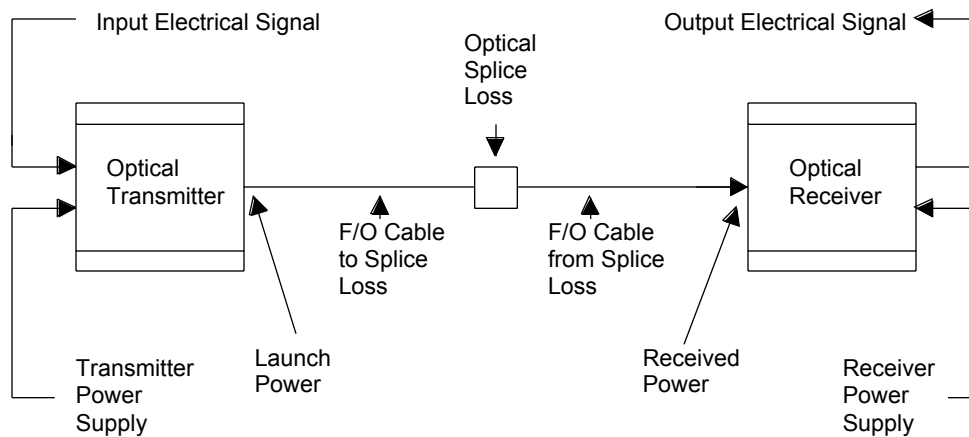 Input Electrical Signal
Output Electrical Signal
Optical
Splice
Loss
Optical
Transmitter
Optical
Receiver
F/O Cable
to Splice
Loss
F/O Cable
from Splice
Loss
Transmitter
Power
Supply
Launch
Power
Received
Power
Receiver
Power
Supply